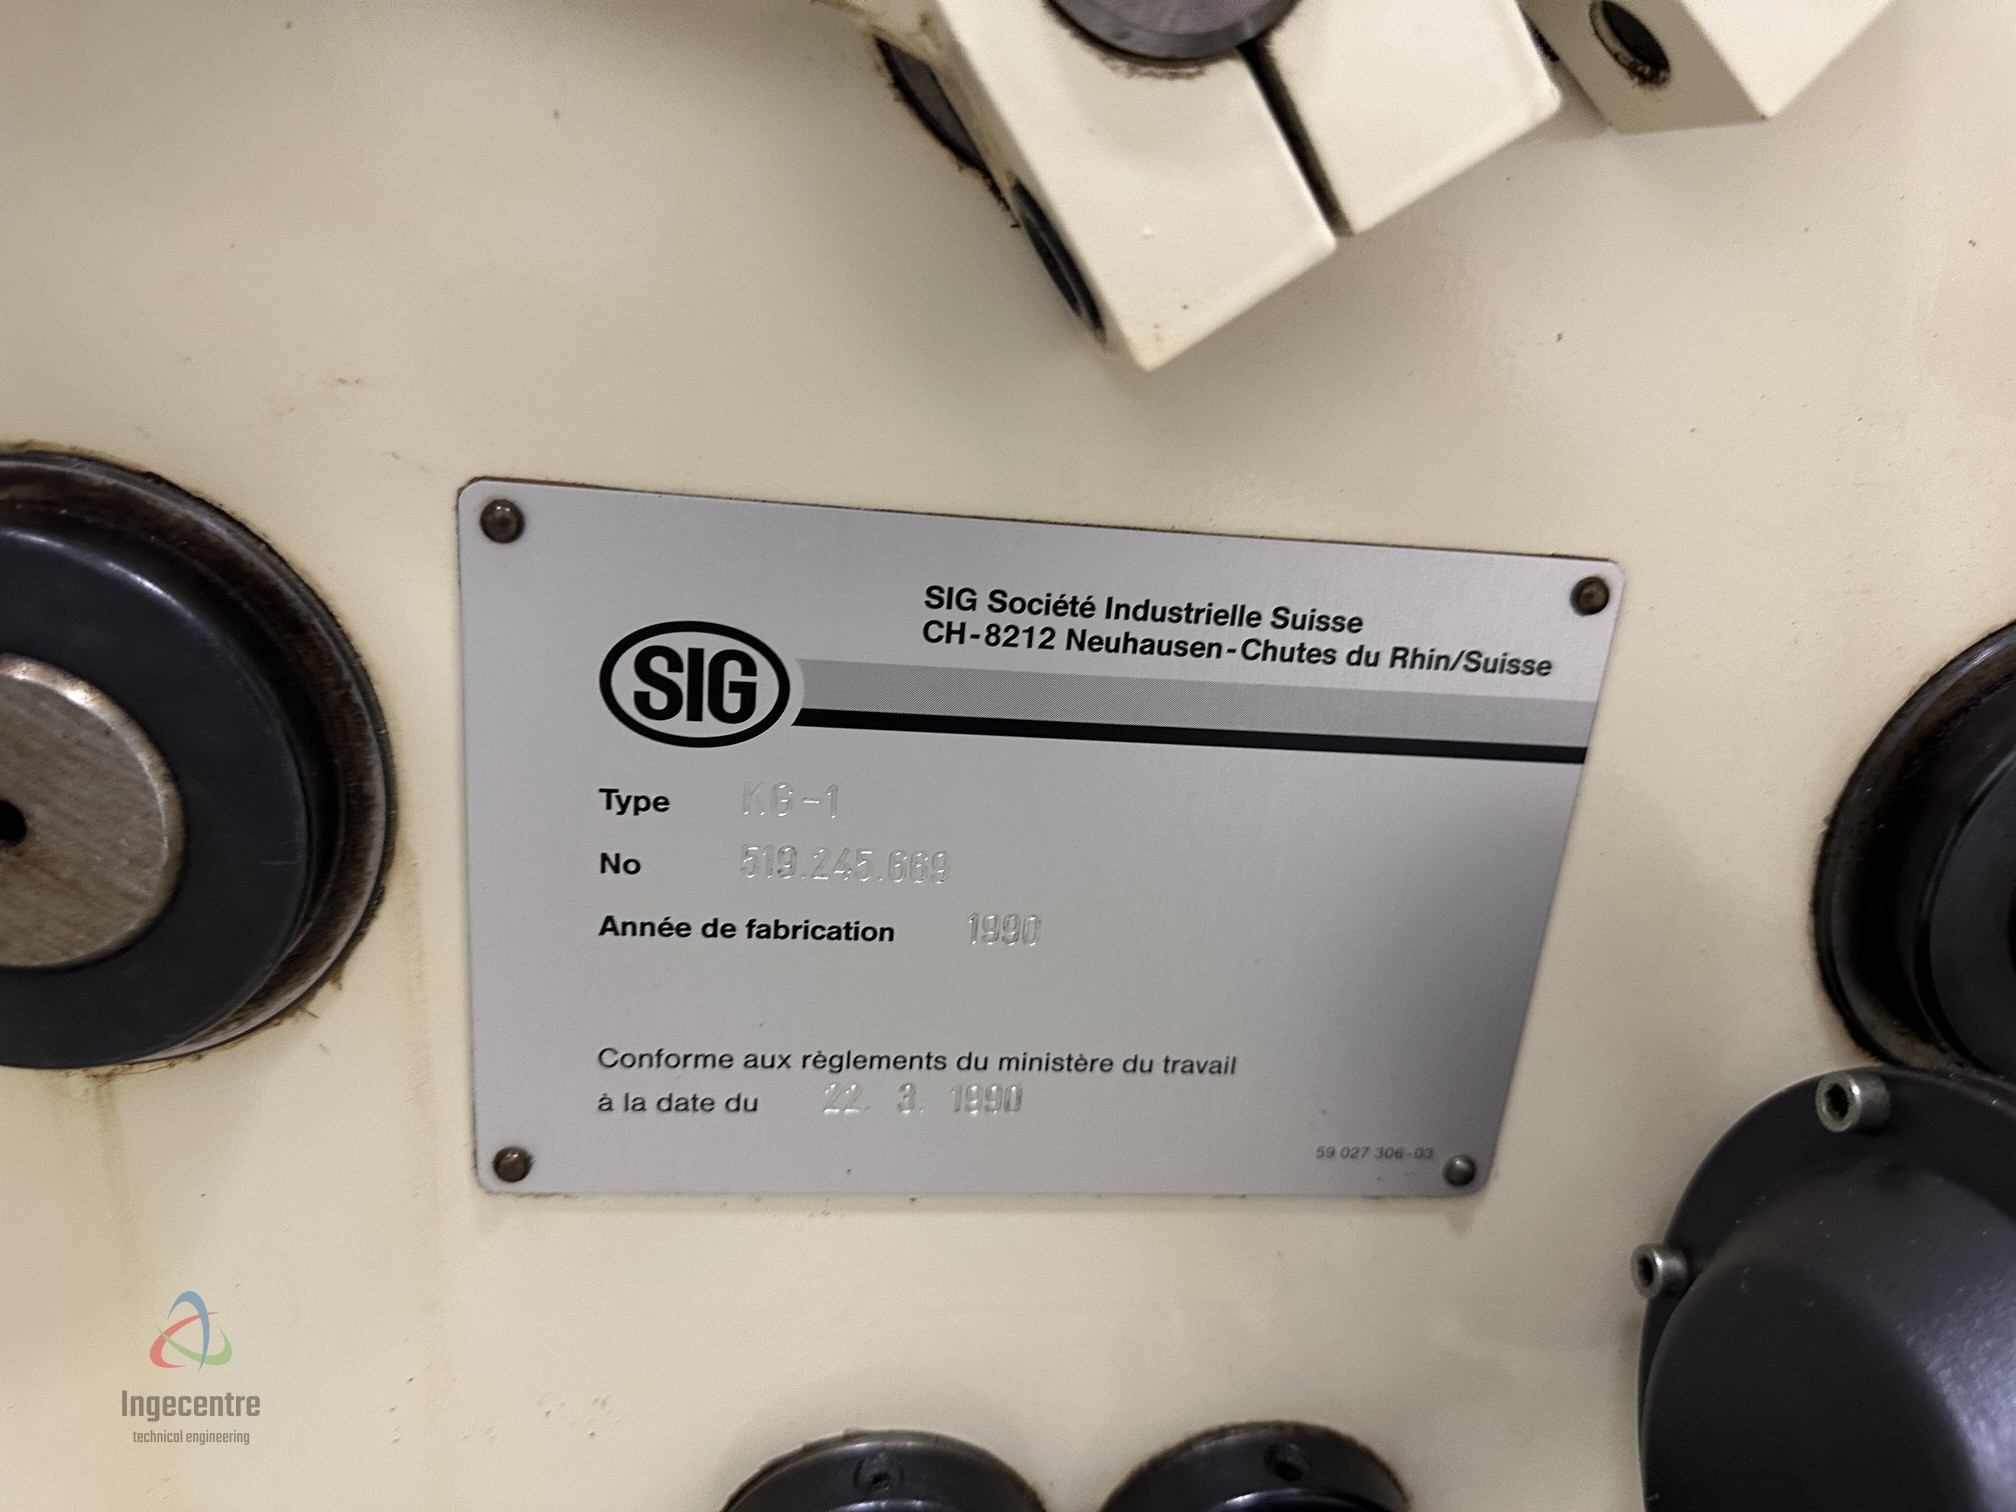 SIG Société Industrielle Suisse
CH-8212 Neuhausen-Chutes du Rhin/Suisse
SIG
Type KG-1
No 519.245.669
Année de fabrication 1990
Conforme aux règlements du ministère du travail
à la date du 22. 3. 1990
59 027 306-03
Ingecentre
technical engineering